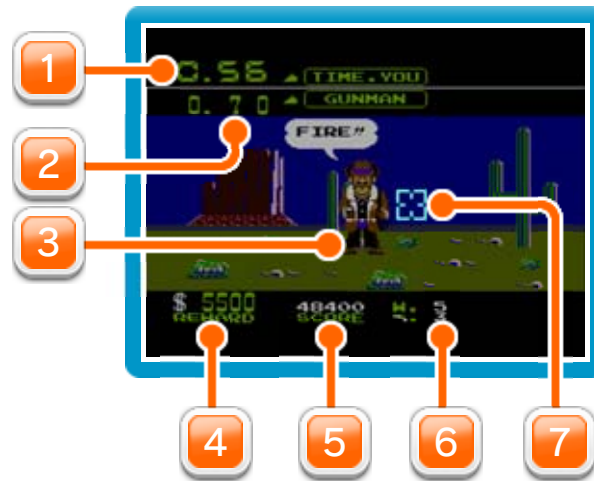 1
0.56 TIME.YOU
2
0.70 GUNMAN
FIRE"
3
$ 5500 48400 W. 5
REWARD SCORE
4 5 6 7